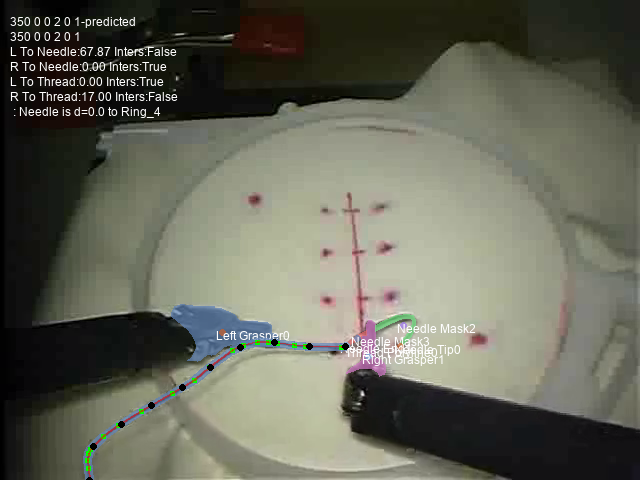 350 0 0 2 0 1-predicted
350 0 0 2 0 1
L To Needle:67.87 Inters:False
R To Needle:0.00 Inters:True
L To Thread:0.00 Inters:True
R To Thread:17.00 Inters:False
: Needle is d=0.0 to Ring_4
Left Grasper0
Needle Mask2
Needle Mask3
Tip0
Right Grasper1